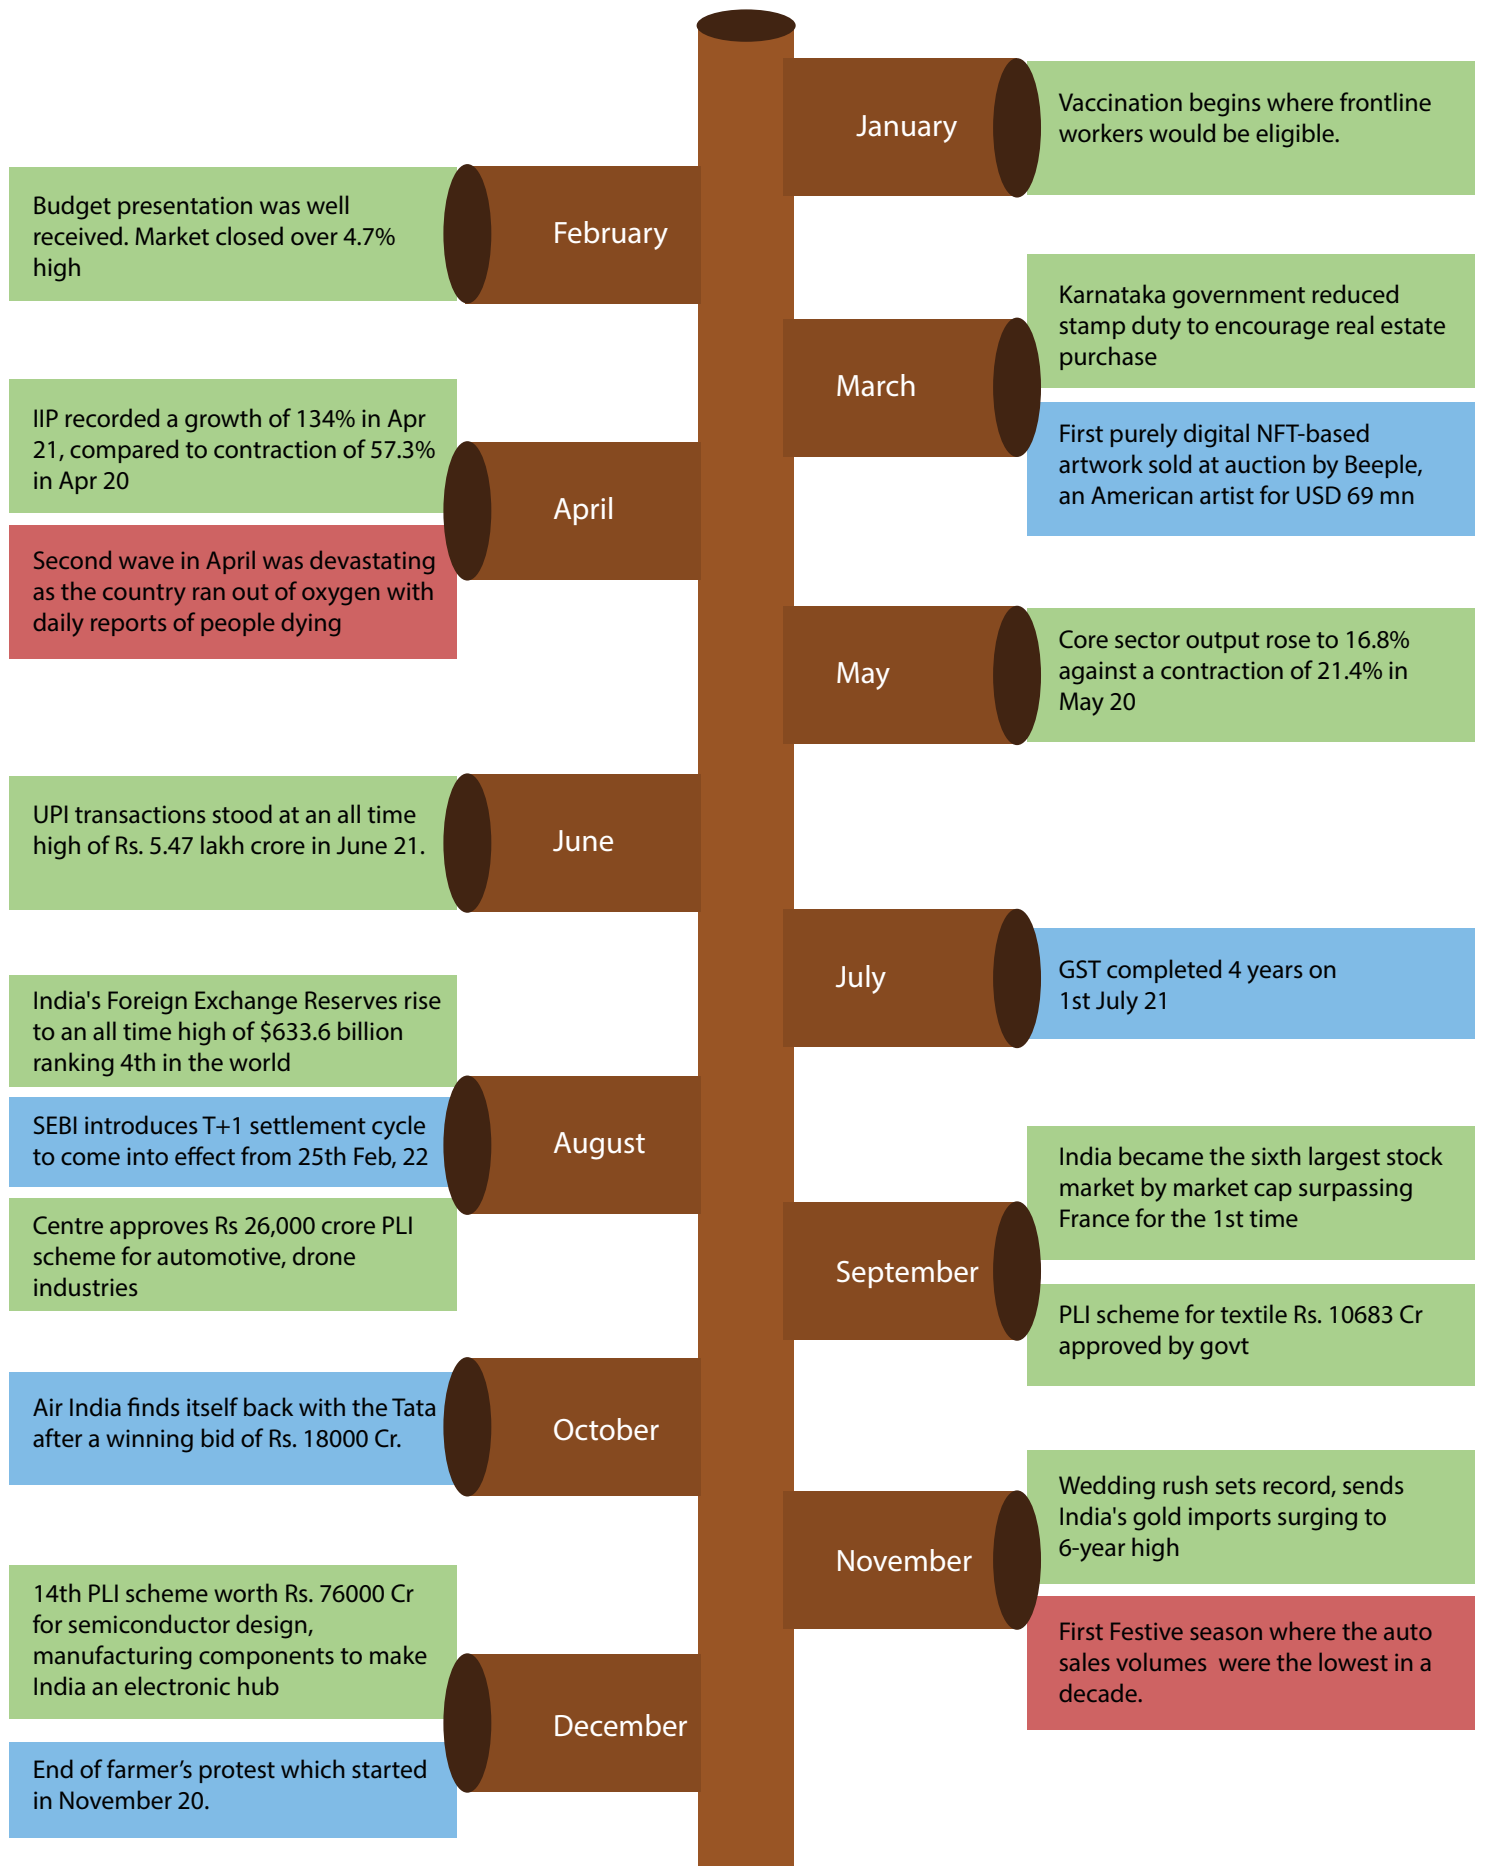 January
Vaccination begins where frontline
workers would be eligible.
February
Budget presentation was well
received. Market closed over 4.7%
high
March
Karnataka government reduced
stamp duty to encourage real estate
purchase
First purely digital NFT-based
artwork sold at auction by Beeple,
an American artist for USD 69 mn
April
IIP recorded a growth of 134% in Apr
21, compared to contraction of 57.3%
in Apr 20
Second wave in April was devastating
as the country ran out of oxygen with
daily reports of people dying
May
Core sector output rose to 16.8%
against a contraction of 21.4% in
May 20
June
UPI transactions stood at an all time
high of Rs. 5.47 lakh crore in June 21.
July
GST completed 4 years on
1st July 21
August
India's Foreign Exchange Reserves rise
to an all time high of $633.6 billion
ranking 4th in the world
SEBI introduces T+1 settlement cycle
to come into effect from 25th Feb, 22
Centre approves Rs 26,000 crore PLI
scheme for automotive, drone
industries
September
India became the sixth largest stock
market by market cap surpassing
France for the 1st time
PLI scheme for textile Rs. 10683 Cr
approved by govt
October
Air India finds itself back with the Tata
after a winning bid of Rs. 18000 Cr.
November
Wedding rush sets record, sends
India's gold imports surging to
6-year high
First Festive season where the auto
sales volumes  were the lowest in a
decade.
December
14th PLI scheme worth Rs. 76000 Cr
for semiconductor design,
manufacturing components to make
India an electronic hub
End of farmer’s protest which started
in November 20.